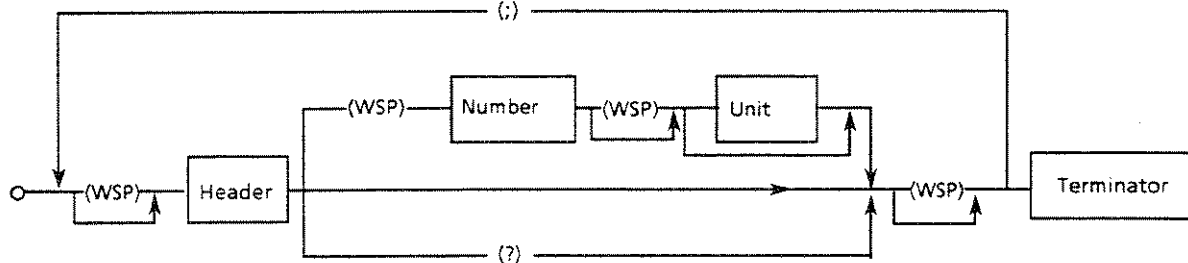 (;)
(WSP) Number (WSP) Unit
(WSP) Header (WSP) Terminator
(?)